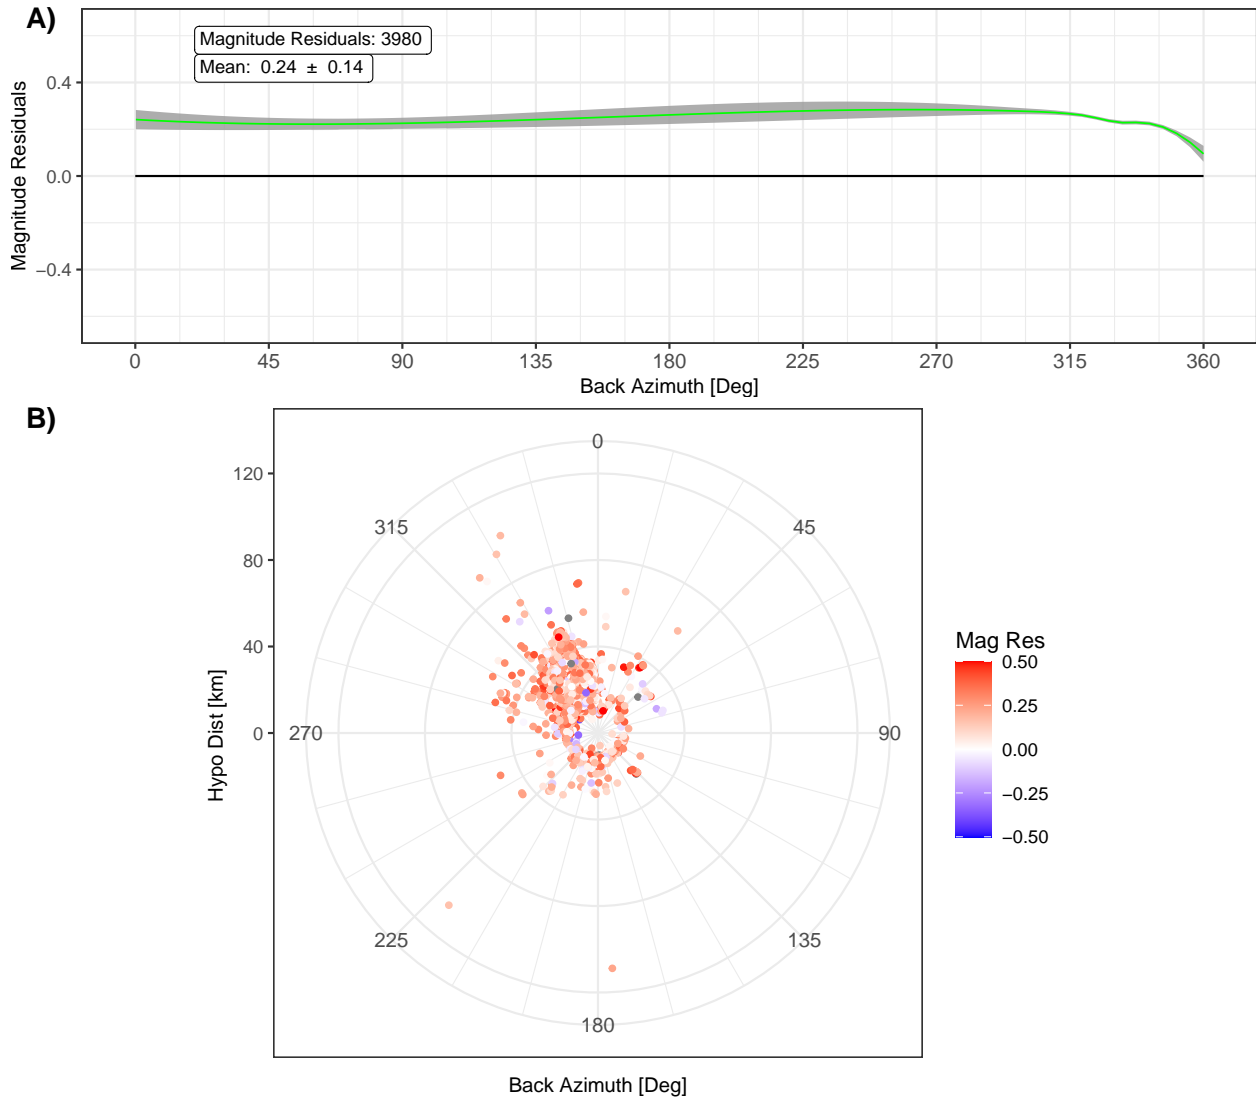 A)
Magnitude Residuals: 3980
Mean:  0.24  ±  0.14
Magnitude Residuals
0.4
0.0
−0.4
0 45 90 135 180 225 270 315 360
Back Azimuth [Deg]
B)
Hypo Dist [km]
120
80
40
0
0
45
90
135
180
225
270
315
Back Azimuth [Deg]
Mag Res
0.50
0.25
0.00
−0.25
−0.50